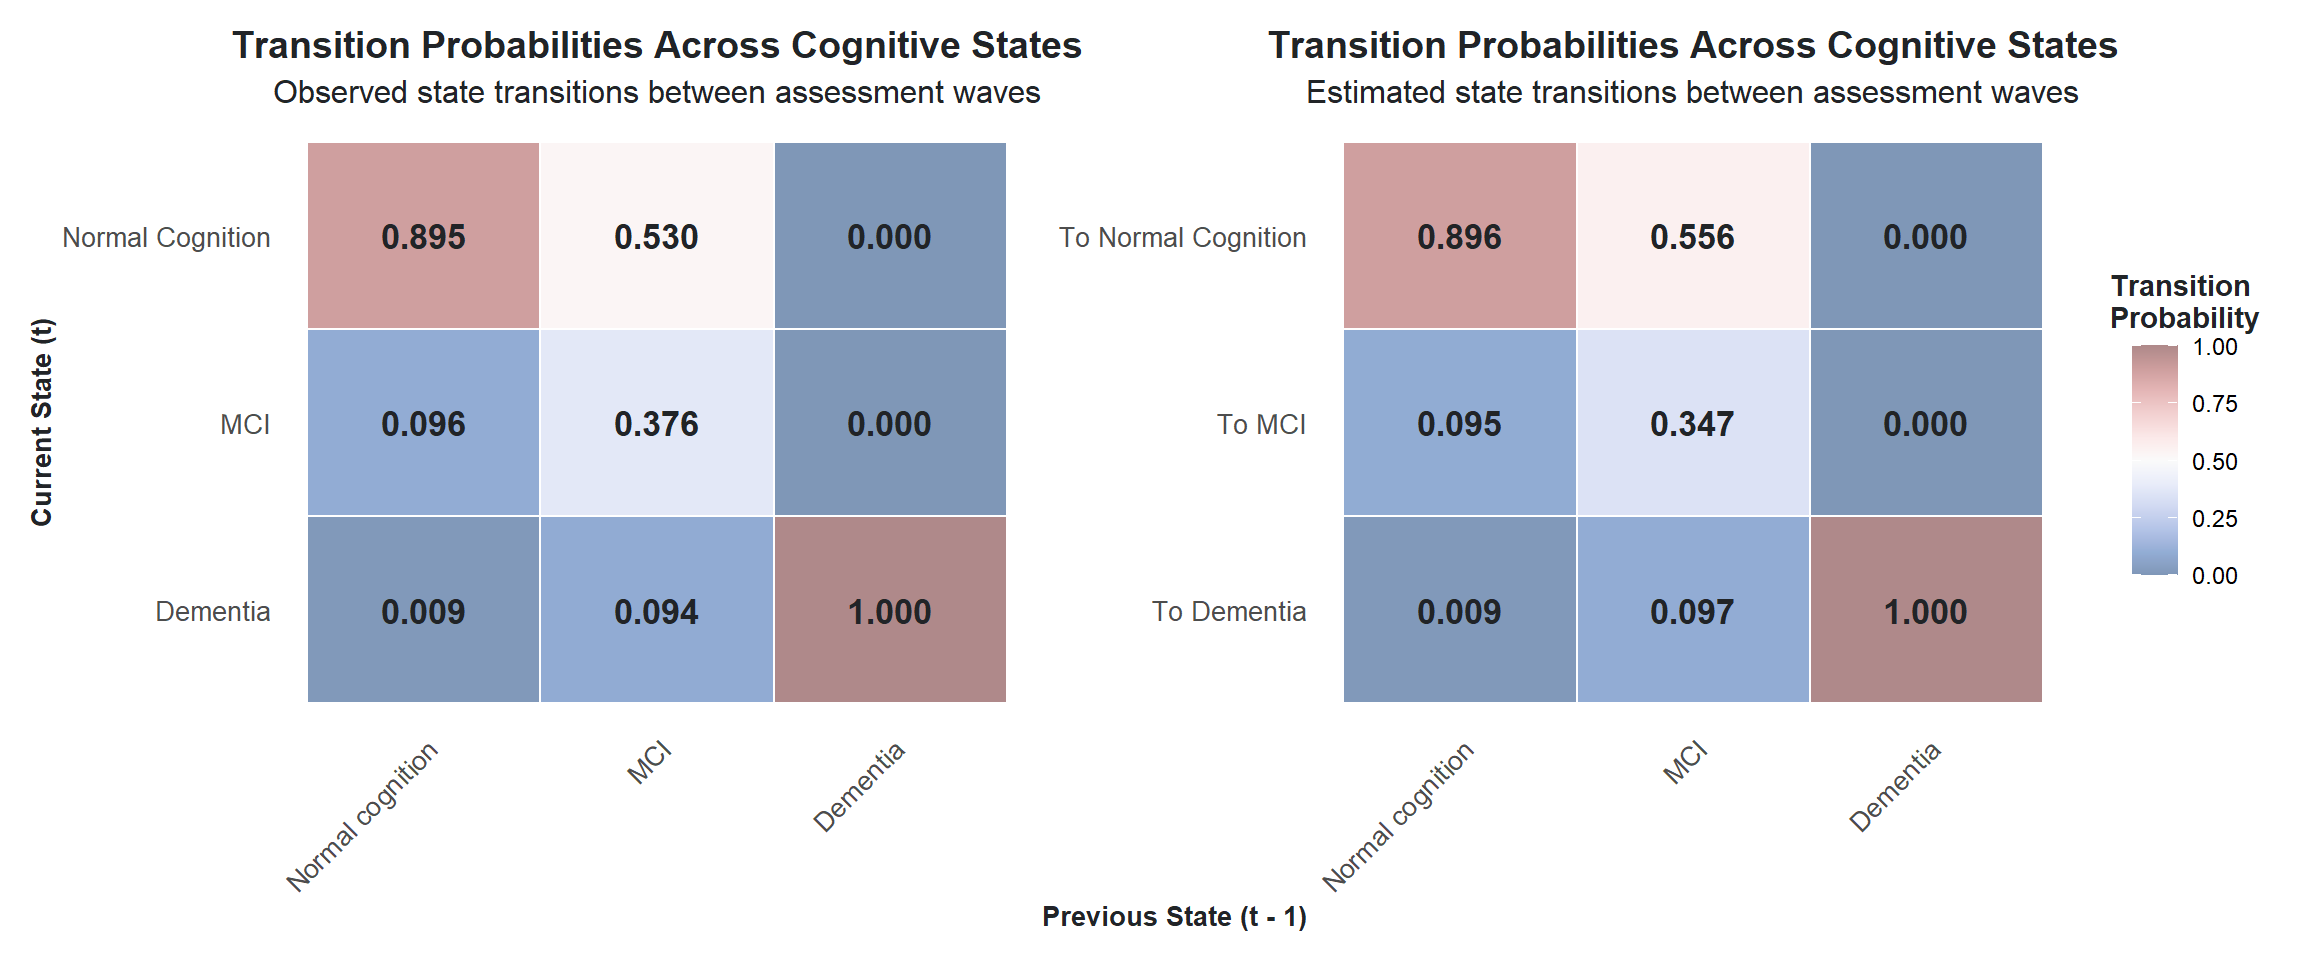 Transition Probabilities Across Cognitive States
Observed state transitions between assessment waves
Current State (t)
Normal Cognition
0.895 0.530 0.000
MCI
0.096 0.376 0.000
Dementia
0.009 0.094 1.000
Normal cognition
MCI
Dementia
Transition Probabilities Across Cognitive States
Estimated state transitions between assessment waves
To Normal Cognition
0.896 0.556 0.000
To MCI
0.095 0.347 0.000
To Dementia
0.009 0.097 1.000
Normal cognition
MCI
Dementia
Previous State (t - 1)
Transition
Probability
1.00
0.75
0.50
0.25
0.00